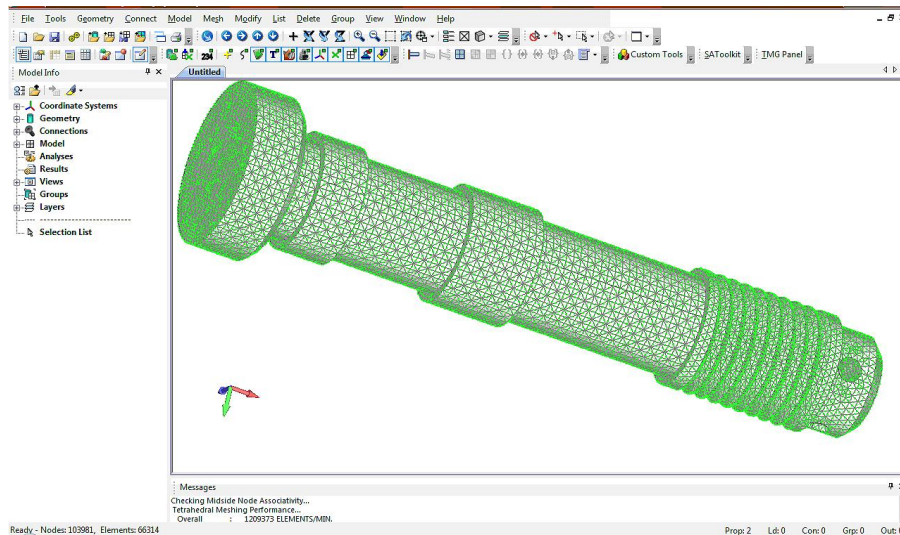 File Tools Geometry Connect Model Mesh Modify List Delete Group View Window Help
234 Custom Tools SAToolkit TMG Panel
Model Info
Untitled
Coordinate Systems
Geometry
Connections
Model
Analyses
Results
Views
Groups
Layers
Selection List
Messages
Checking Midside Node Associativity...
Tetrahedral Meshing Performance...
Overall : 1209373 ELEMENTS/MIN.
Ready - Nodes: 103981, Elements: 66314 Prop: 2 Ld: 0 Con: 0 Grp: 0 Out: